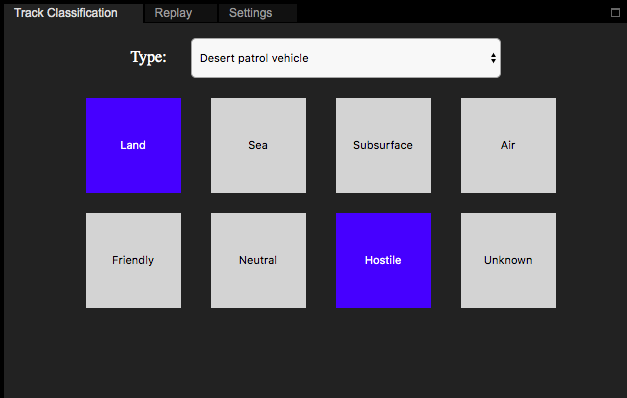 Track Classification Replay Settings
Type: Desert patrol vehicle
Land Sea Subsurface Air
Friendly Neutral Hostile Unknown